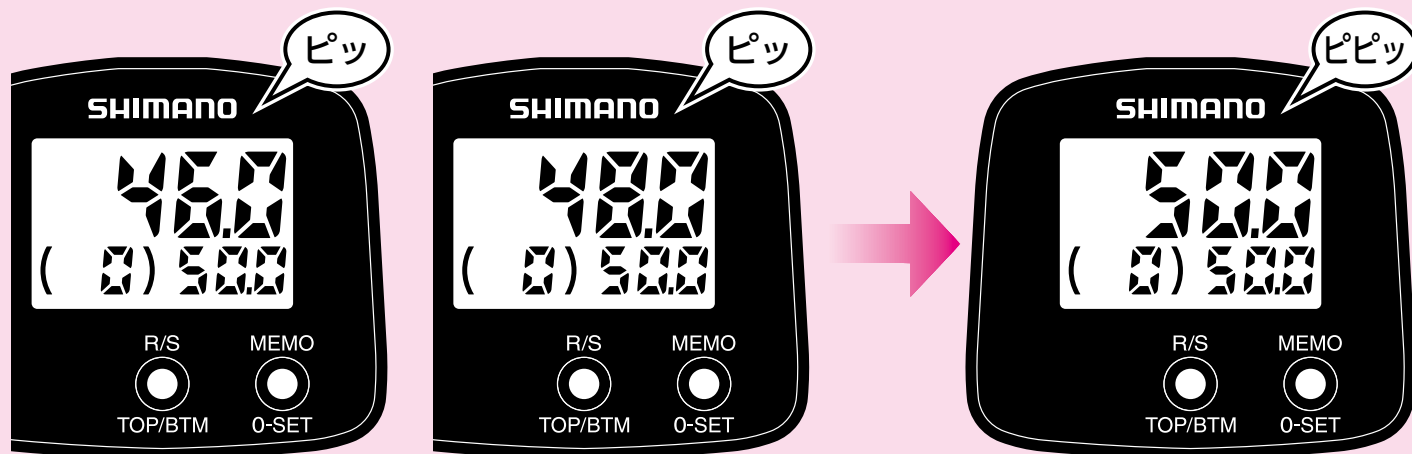 ピッ
SHIMANO
46.0
( 0) 50.0
R/S MEMO
TOP/BTM 0-SET
ピッ
SHIMANO
48.0
( 0) 50.0
R/S MEMO
TOP/BTM 0-SET
ピピッ
SHIMANO
50.0
( 0) 50.0
R/S MEMO
TOP/BTM 0-SET